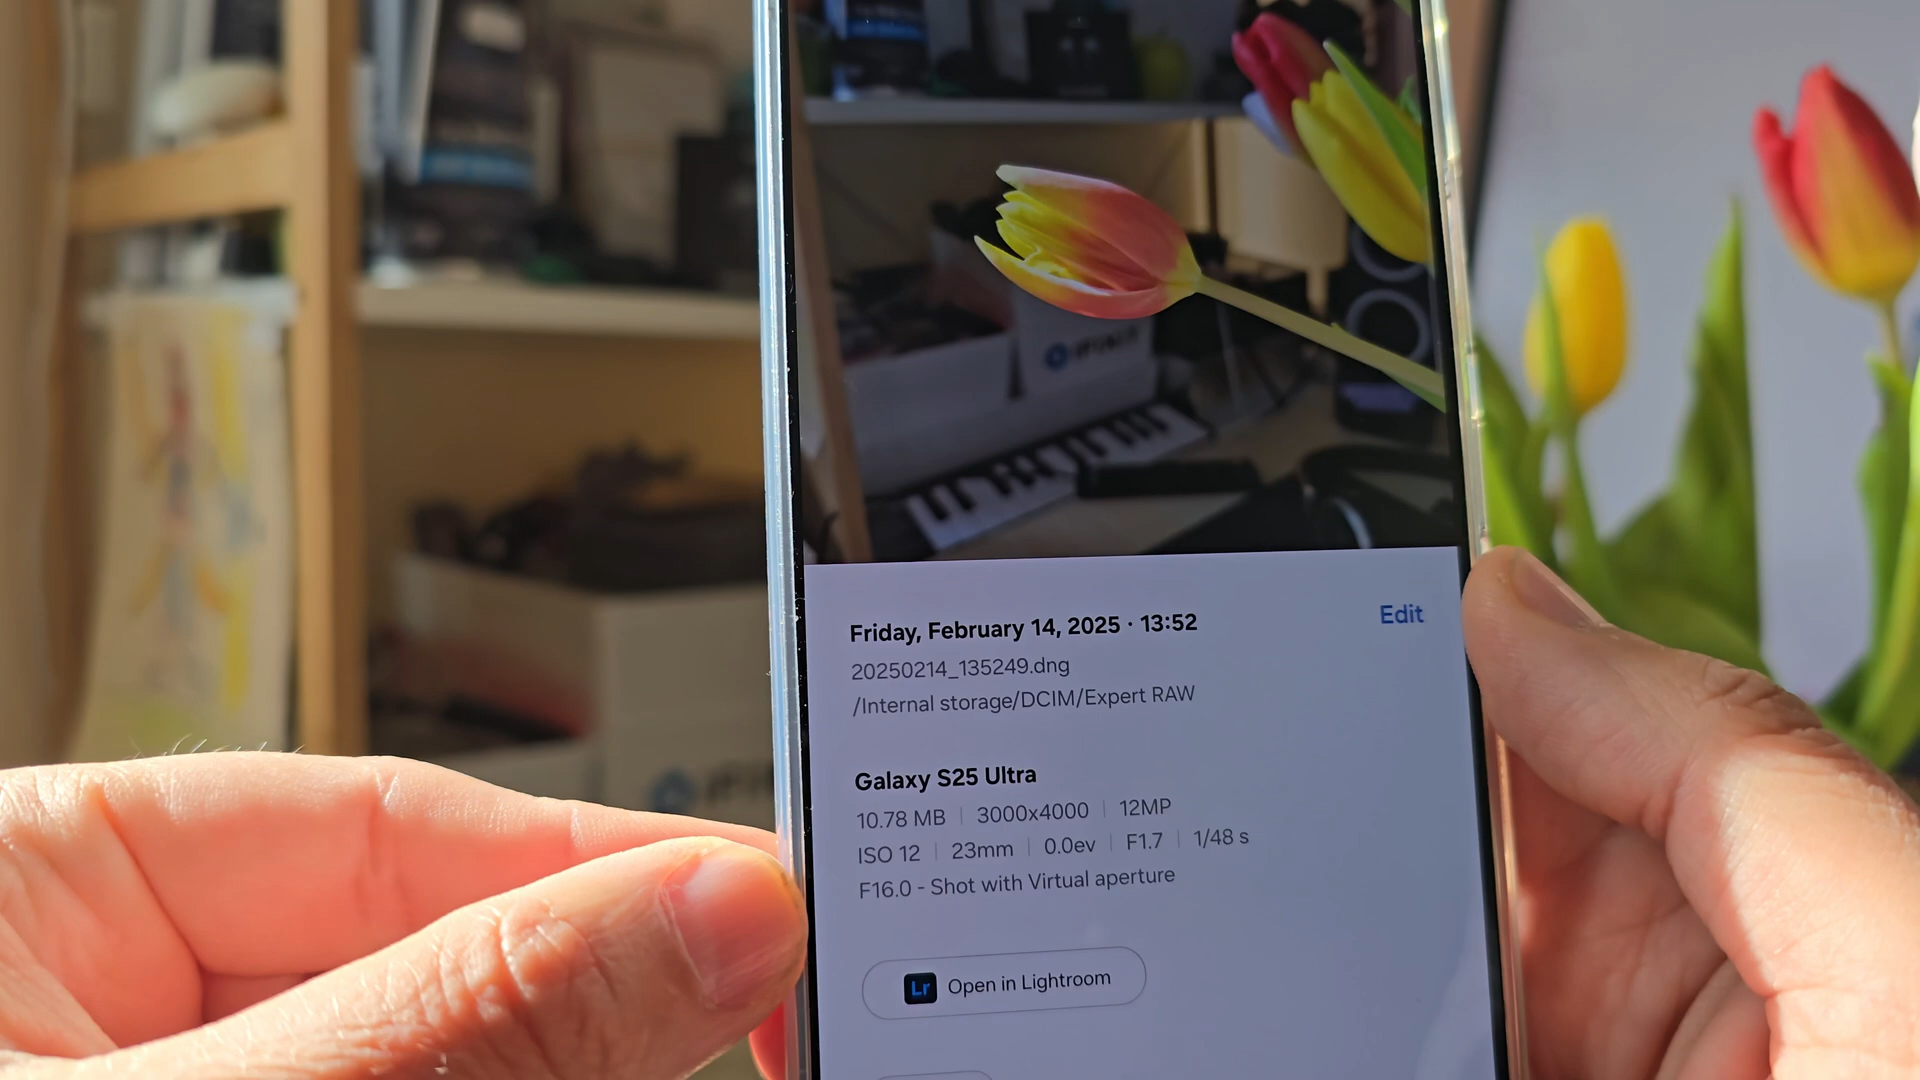 Friday, February 14, 2025 · 13:52
Edit
20250214_135249.dng
/Internal storage/DCIM/Expert RAW
Galaxy S25 Ultra
10.78 MB | 3000x4000 | 12MP
ISO 12 | 23mm | 0.0ev | F1.7 | 1/48 s
F16.0 - Shot with Virtual aperture
Lr Open in Lightroom